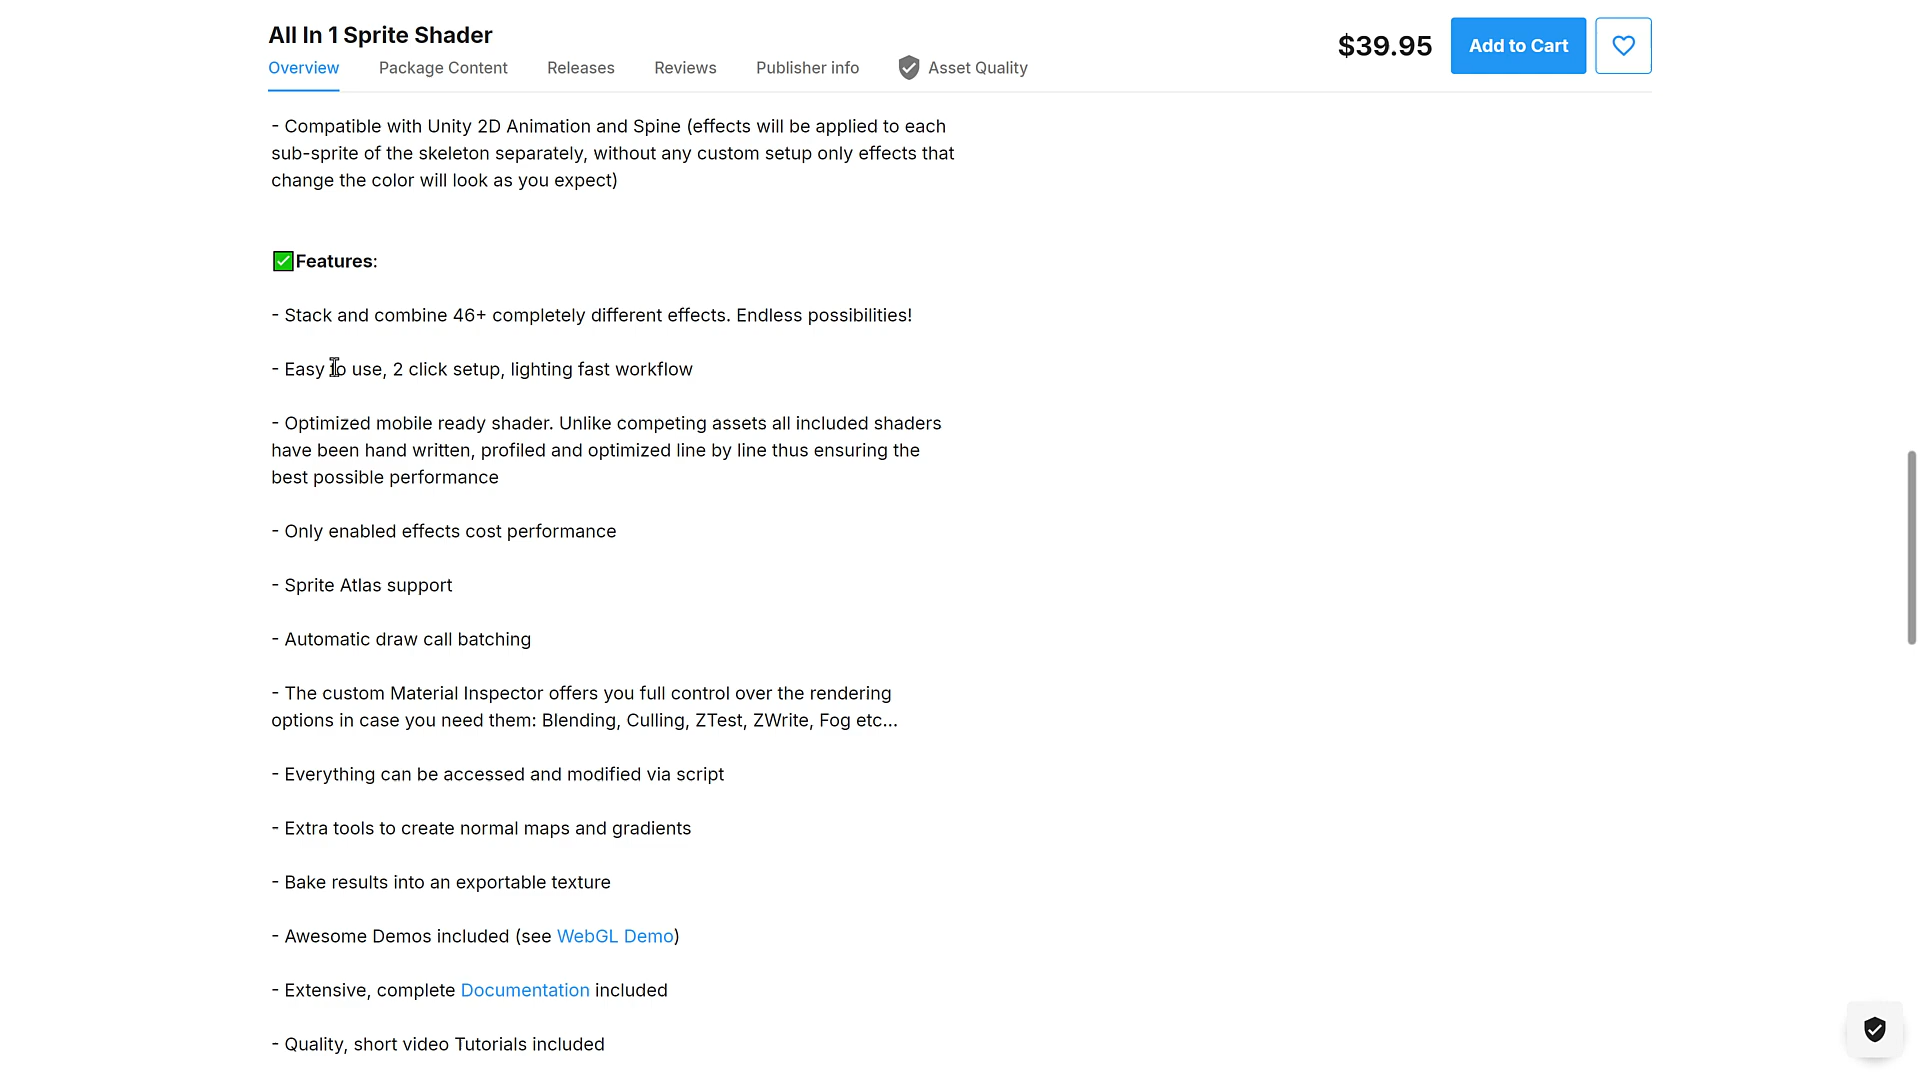 All In 1 Sprite Shader
$39.95
Add to Cart
Overview
Package Content
Releases
Reviews
Publisher info
Asset Quality
- Compatible with Unity 2D Animation and Spine (effects will be applied to each
sub-sprite of the skeleton separately, without any custom setup only effects that
change the color will look as you expect)
✅Features:
- Stack and combine 46+ completely different effects. Endless possibilities!
- Easy to use, 2 click setup, lighting fast workflow
- Optimized mobile ready shader. Unlike competing assets all included shaders
have been hand written, profiled and optimized line by line thus ensuring the
best possible performance
- Only enabled effects cost performance
- Sprite Atlas support
- Automatic draw call batching
- The custom Material Inspector offers you full control over the rendering
options in case you need them: Blending, Culling, ZTest, ZWrite, Fog etc...
- Everything can be accessed and modified via script
- Extra tools to create normal maps and gradients
- Bake results into an exportable texture
- Awesome Demos included (see WebGL Demo)
- Extensive, complete Documentation included
- Quality, short video Tutorials included